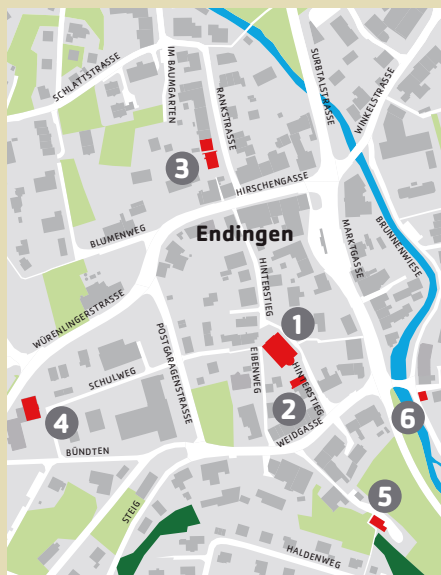 SCHLATTSTRASSE
IM BAUMGARTEN
RANKSTRASSE
SURBTALSTRASSE
WINKELSTRASSE
3
HIRSCHENGASSE
BLUMENWEG
Endingen
MARKTGASSE
BRUNNENWIESE
HINTERSTIEG
WÜRENLINGERSTRASSE
1
POSTGARAGENSTRASSE
EIBENWEG
HINTERSTIEG
SCHULWEG
2
4
6
WEIDGASSE
BÜNDTEN
5
STEIG
HALDENWEG